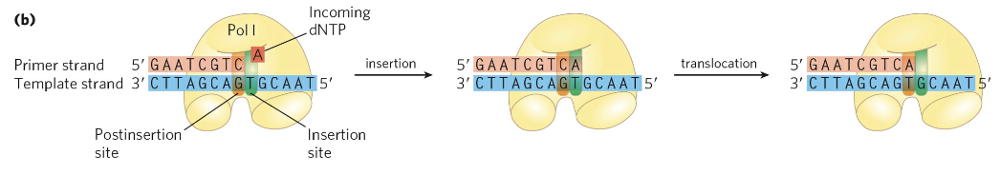 (b)
Incoming
dNTP
Pol I
A
Primer strand 5′ GAATCGTC
Template strand 3′ CTTAGCAGTGCAAT 5′
Postinsertion
site
Insertion
site
insertion
5′ GAATCGTCA
3′ CTTAGCAGTGCAAT 5′
translocation
5′ GAATCGTCA
3′ CTTAGCAGTGCAAT 5′